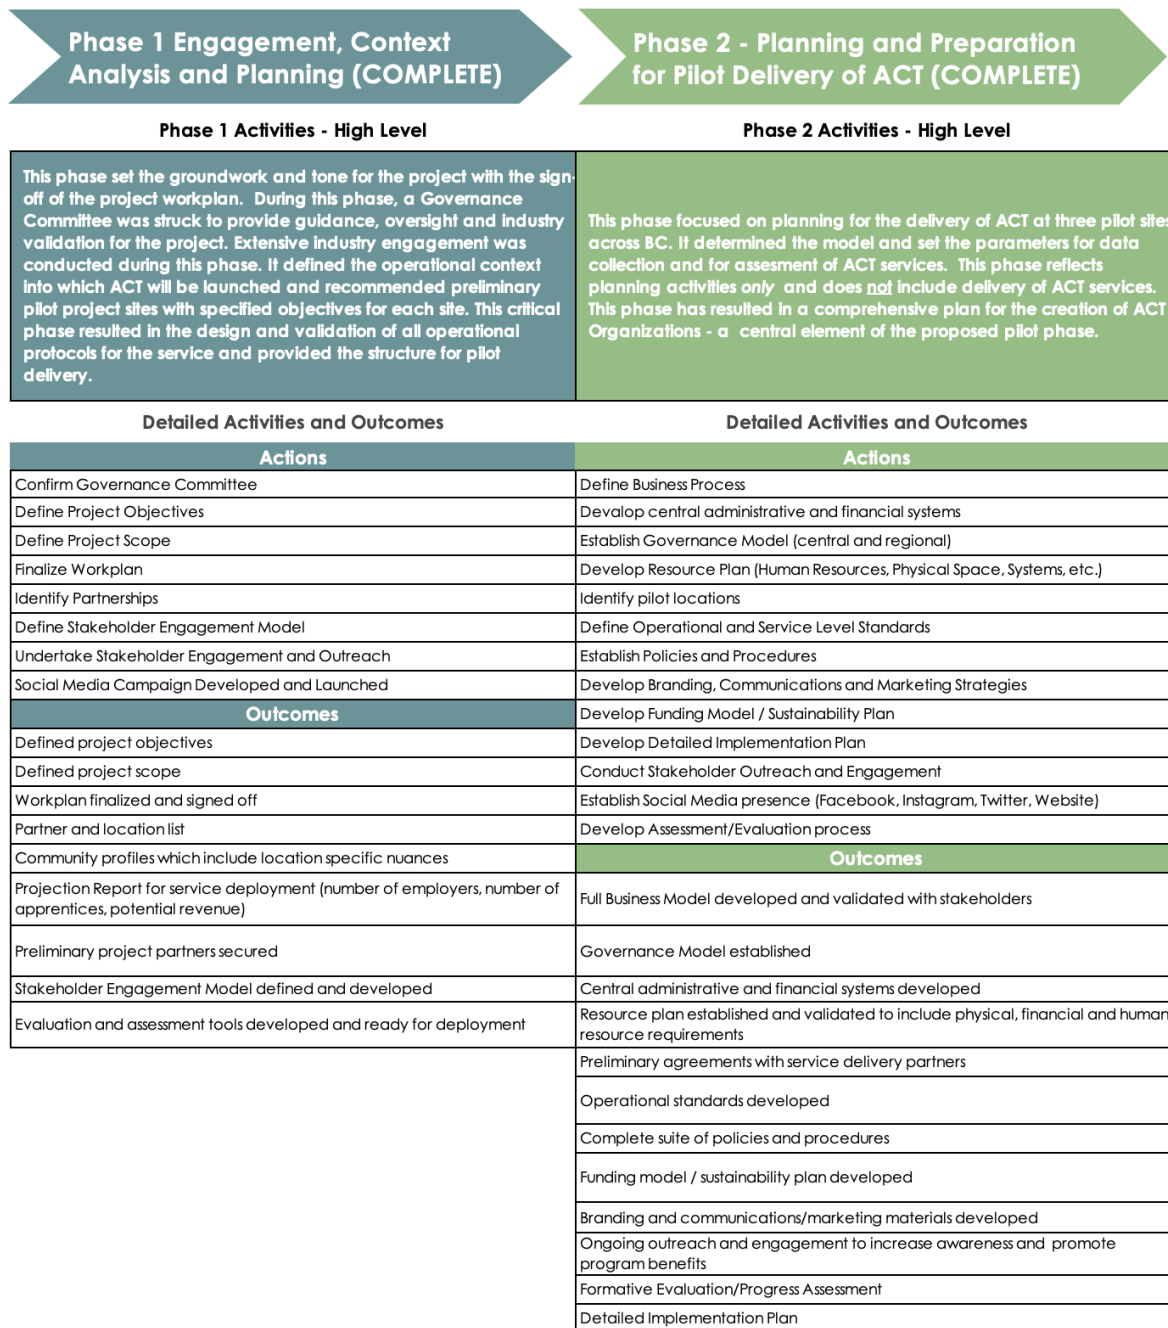 Phase 1 Engagement, Context
Analysis and Planning (COMPLETE)
Phase 1 Activities - High Level
This phase set the groundwork and tone for the project with the sign-
off of the project workplan. During this phase, a Governance
Committee was struck to provide guidance, oversight and industry
validation for the project. Extensive industry engagement was
conducted during this phase. It defined the operational context
into which ACT will be launched and recommended preliminary
pilot project sites with specified objectives for each site. This critical
phase resulted in the design and validation of all operational
protocols for the service and provided the structure for pilot
delivery.
Detailed Activities and Outcomes
Actions
Confirm Governance Committee
Define Project Objectives
Define Project Scope
Finalize Workplan
Identify Partnerships
Define Stakeholder Engagement Model
Undertake Stakeholder Engagement and Outreach
Social Media Campaign Developed and Launched
Outcomes
Defined project objectives
Defined project scope
Workplan finalized and signed off
Partner and location list
Community profiles which include location specific nuances
Projection Report for service deployment (number of employers, number of
apprentices, potential revenue)
Preliminary project partners secured
Stakeholder Engagement Model defined and developed
Evaluation and assessment tools developed and ready for deployment
Phase 2 - Planning and Preparation
for Pilot Delivery of ACT (COMPLETE)
Phase 2 Activities - High Level
This phase focused on planning for the delivery of ACT at three pilot sites
across BC. It determined the model and set the parameters for data
collection and for assesment of ACT services. This phase reflects
planning activities only and does not include delivery of ACT services.
This phase has resulted in a comprehensive plan for the creation of ACT
Organizations - a central element of the proposed pilot phase.
Detailed Activities and Outcomes
Actions
Define Business Process
Devalop central administrative and financial systems
Establish Governance Model (central and regional)
Develop Resource Plan (Human Resources, Physical Space, Systems, etc.)
Identify pilot locations
Define Operational and Service Level Standards
Establish Policies and Procedures
Develop Branding, Communications and Marketing Strategies
Develop Funding Model / Sustainability Plan
Develop Detailed Implementation Plan
Conduct Stakeholder Outreach and Engagement
Establish Social Media presence (Facebook, Instagram, Twitter, Website)
Develop Assessment/Evaluation process
Outcomes
Full Business Model developed and validated with stakeholders
Governance Model established
Central administrative and financial systems developed
Resource plan established and validated to include physical, financial and human
resource requirements
Preliminary agreements with service delivery partners
Operational standards developed
Complete suite of policies and procedures
Funding model / sustainability plan developed
Branding and communications/marketing materials developed
Ongoing outreach and engagement to increase awareness and promote
program benefits
Formative Evaluation/Progress Assessment
Detailed Implementation Plan